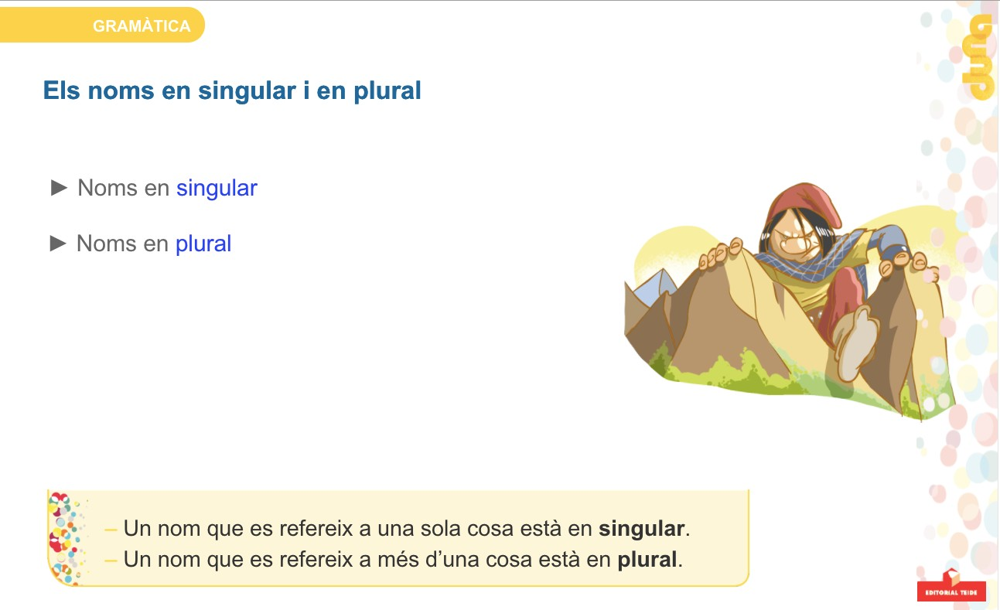 GRAMÀTICA
Els noms en singular i en plural
► Noms en singular
► Noms en plural
– Un nom que es refereix a una sola cosa està en singular.
– Un nom que es refereix a més d’una cosa està en plural.
duna
EDITORIAL TEIDE